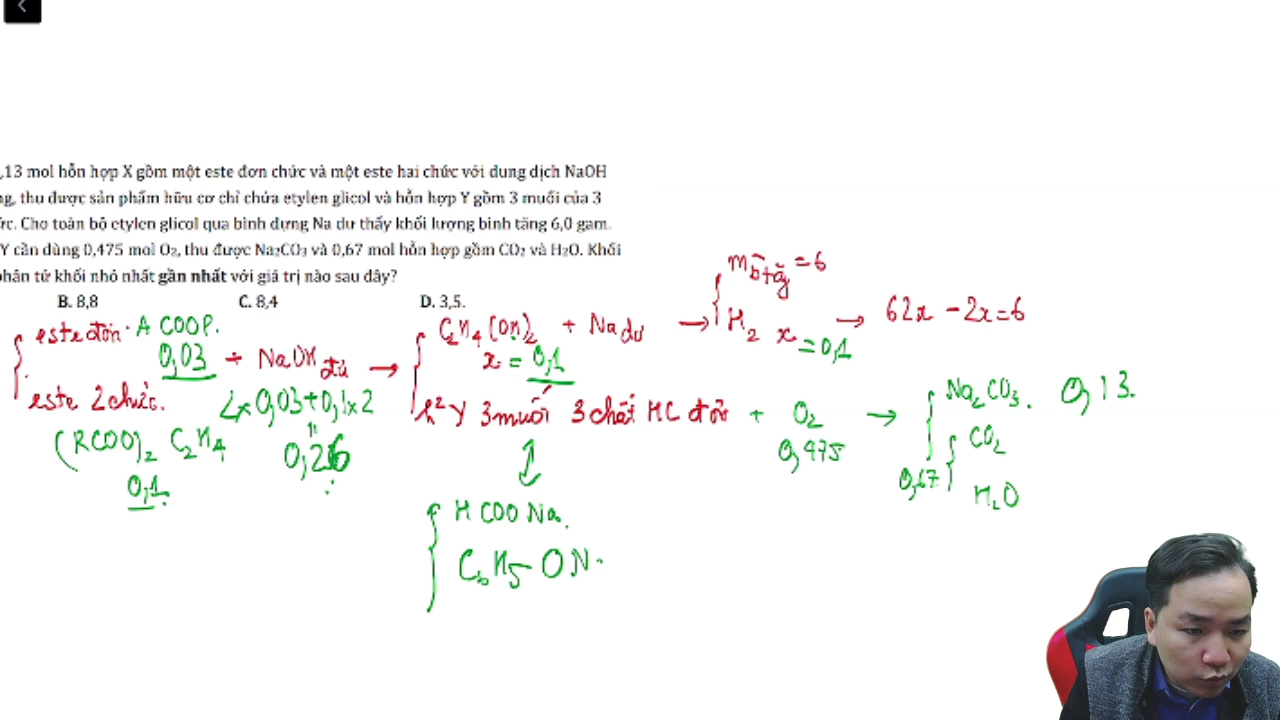 ,13 mol hỗn hợp X gồm một este đơn chức và một este hai chức với dung dịch NaOH
ng, thu được sản phẩm hữu cơ chỉ chứa etylen glicol và hỗn hợp Y gồm 3 muối của 3
ức. Cho toàn bộ etylen glicol qua bình đựng Na dư thấy khối lượng bình tăng 6,0 gam.
Y cần dùng 0,475 mol O₂, thu được Na₂CO₃ và 0,67 mol hỗn hợp gồm CO₂ và H₂O. Khối
phân tử khối nhỏ nhất gần nhất với giá trị nào sau đây?
B. 8,8 C. 8,4 D. 3,5.
m bìtăg = 6
H₂ x → 62x - 2x = 6
= 0,1
este đơn . A COOP. C₂H₄(OH)₂ + Na dư →
0,03 + NaOH đủ → x = 0,1
este 2 chức. 2x0,03+0,1x2 h² Y 3 muối 3 chất HC đơn + O₂ → Na₂CO₃. 0,13.
(RCOO)₂ C₂H₄ 0,26 0,475 CO₂
0,1 0,67 H₂O
HCOONa.
C₆H₅-ON.